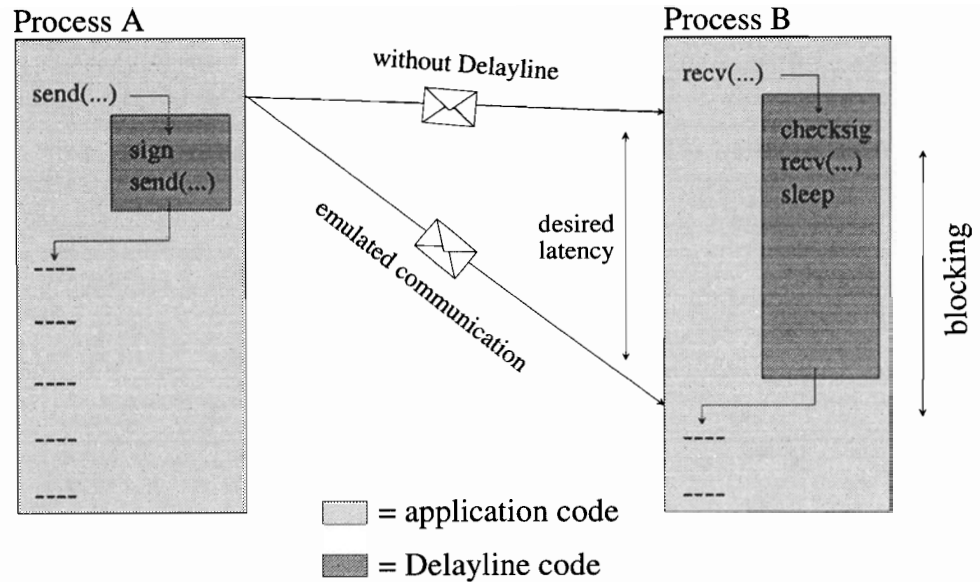 Process A
Process B
send(...)
sign
send(...)
----
----
----
----
----
without Delayline
emulated communication
desired
latency
recv(...)
checksig
recv(...)
sleep
----
----
blocking
= application code
= Delayline code